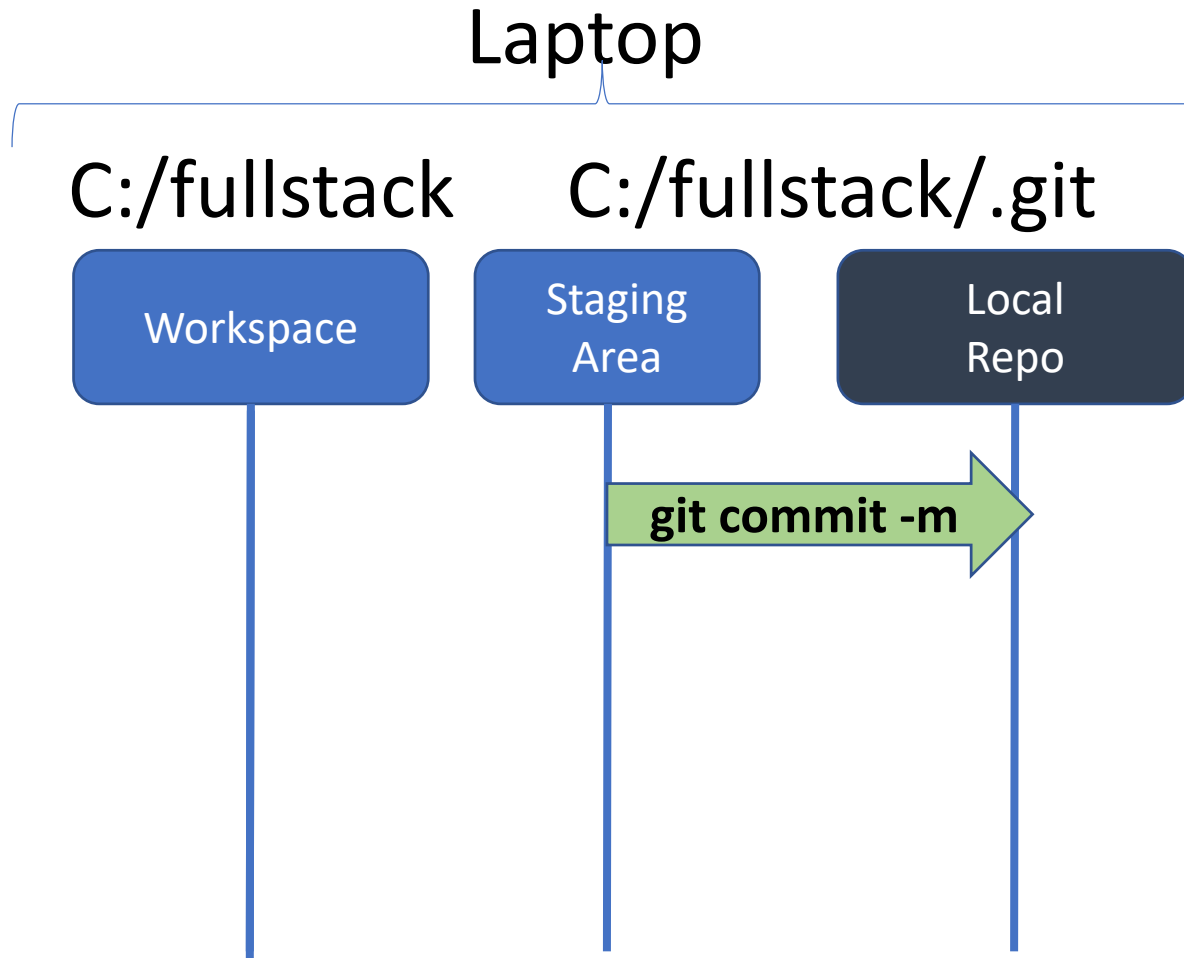 Laptop
C:/fullstack
C:/fullstack/.git
Workspace
Staging
Area
Local
Repo
git commit -m